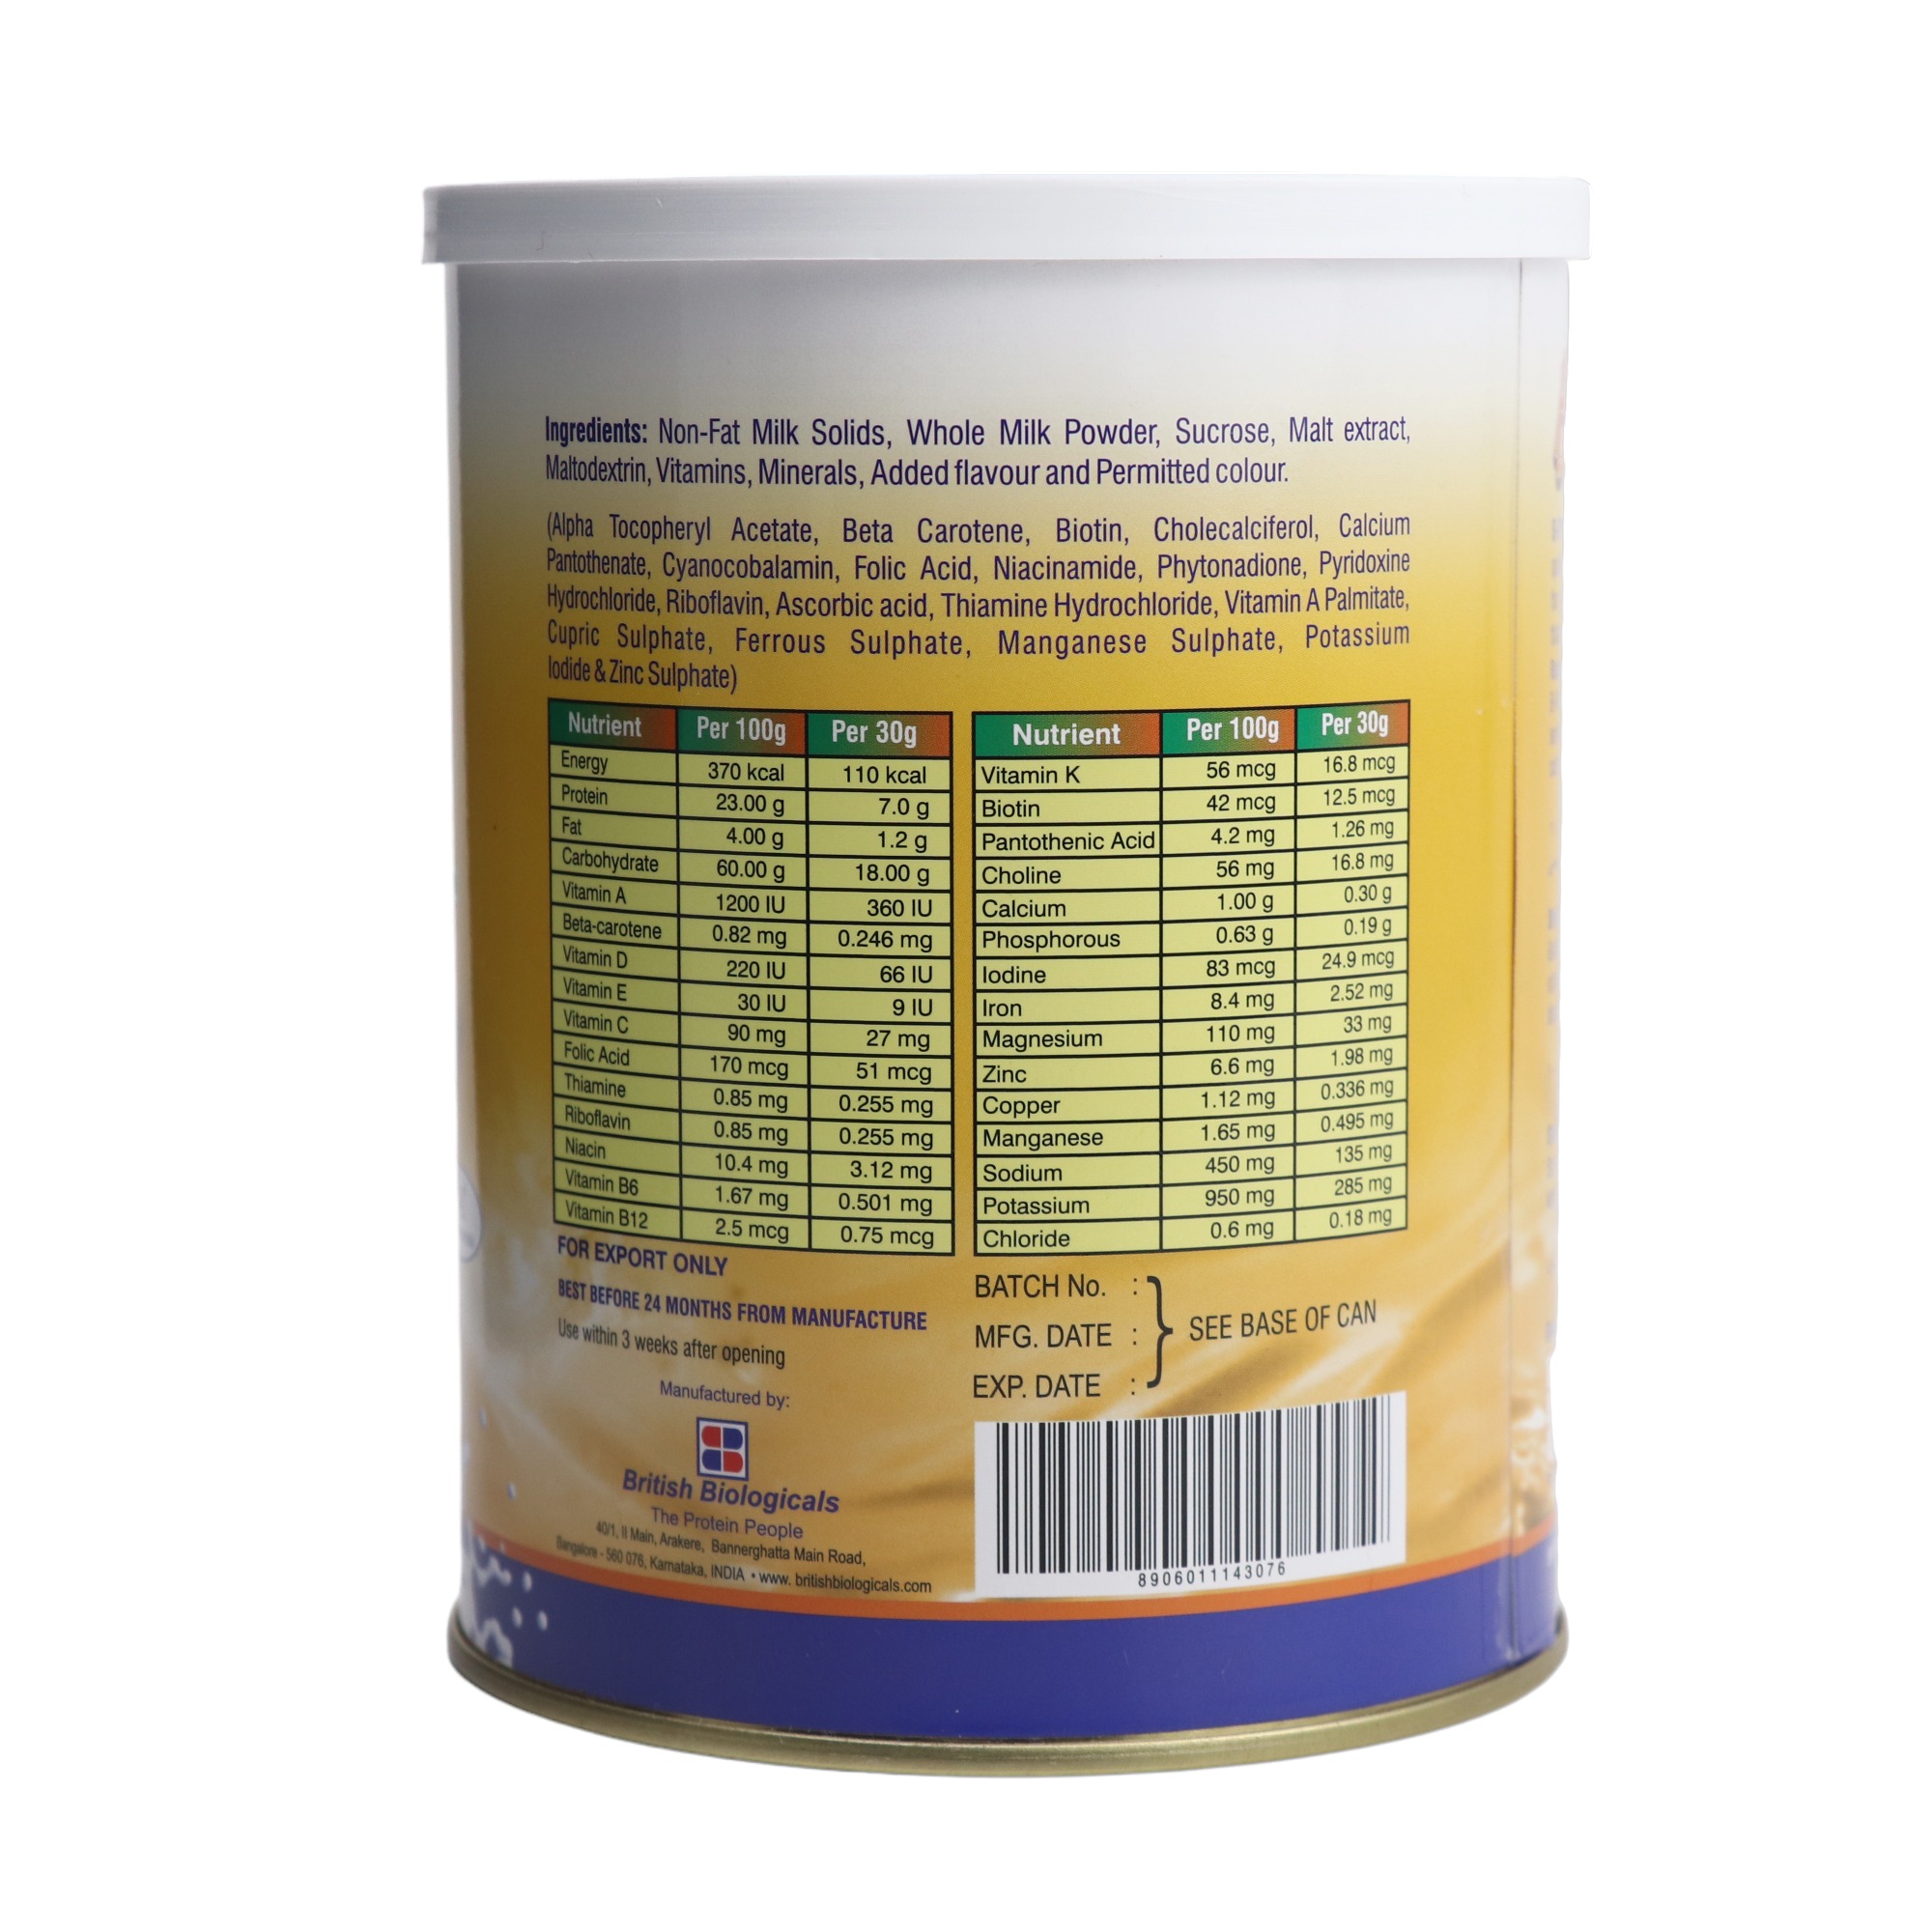 Ingredients: Non-Fat Milk Solids, Whole Milk Powder, Sucrose, Malt extract,
Maltodextrin, Vitamins, Minerals, Added flavour and Permitted colour.
(Alpha Tocopheryl Acetate, Beta Carotene, Biotin, Cholecalciferol, Calcium
Pantothenate, Cyanocobalamin, Folic Acid, Niacinamide, Phytonadione, Pyridoxine
Hydrochloride, Riboflavin, Ascorbic acid, Thiamine Hydrochloride, Vitamin A Palmitate,
Cupric Sulphate, Ferrous Sulphate, Manganese Sulphate, Potassium
Iodide & Zinc Sulphate)
Nutrient Per 100g Per 30g
Energy 370 kcal 110 kcal
Protein 23.00 g 7.0 g
Fat 4.00 g 1.2 g
Carbohydrate 60.00 g 18.00 g
Vitamin A 1200 IU 360 IU
Beta-carotene 0.82 mg 0.246 mg
Vitamin D 220 IU 66 IU
Vitamin E 30 IU 9 IU
Vitamin C 90 mg 27 mg
Folic Acid 170 mcg 51 mcg
Thiamine 0.85 mg 0.255 mg
Riboflavin 0.85 mg 0.255 mg
Niacin 10.4 mg 3.12 mg
Vitamin B6 1.67 mg 0.501 mg
Vitamin B12 2.5 mcg 0.75 mcg
Nutrient Per 100g Per 30g
Vitamin K 56 mcg 16.8 mcg
Biotin 42 mcg 12.5 mcg
Pantothenic Acid 4.2 mg 1.26 mg
Choline 56 mg 16.8 mg
Calcium 1.00 g 0.30 g
Phosphorous 0.63 g 0.19 g
Iodine 83 mcg 24.9 mcg
Iron 8.4 mg 2.52 mg
Magnesium 110 mg 33 mg
Zinc 6.6 mg 1.98 mg
Copper 1.12 mg 0.336 mg
Manganese 1.65 mg 0.495 mg
Sodium 450 mg 135 mg
Potassium 950 mg 285 mg
Chloride 0.6 mg 0.18 mg
FOR EXPORT ONLY
BEST BEFORE 24 MONTHS FROM MANUFACTURE
Use within 3 weeks after opening
Manufactured by:
British Biologicals
The Protein People
40/1, II Main, Arakere, Bannerghatta Main Road,
Bangalore - 560 076, Karnataka, INDIA • www. britishbiologicals.com
BATCH No. :
MFG. DATE : } SEE BASE OF CAN
EXP. DATE :
8906011143076